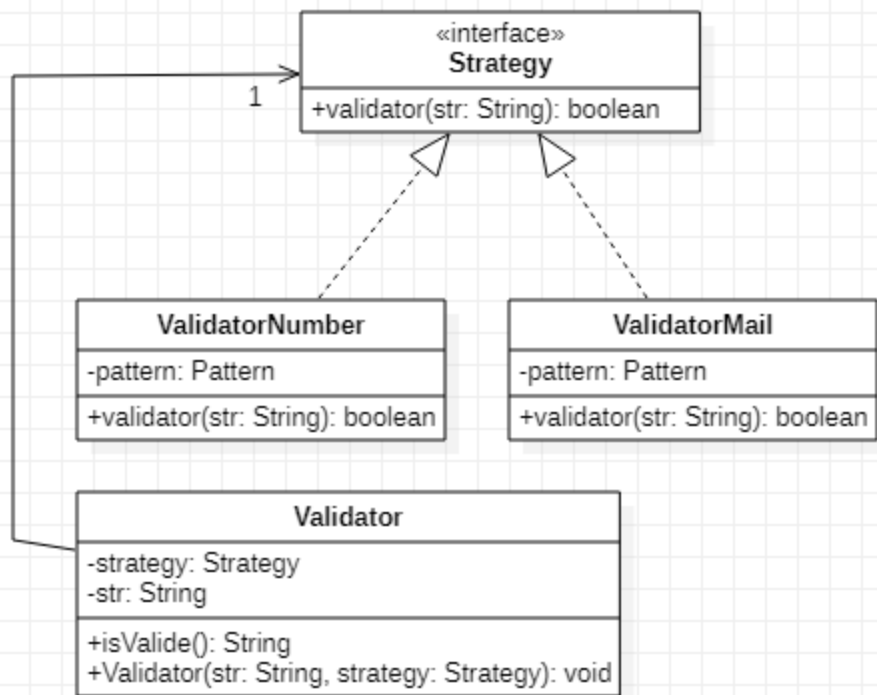 «interface»
Strategy
+validator(str: String): boolean
1
ValidatorNumber
-pattern: Pattern
+validator(str: String): boolean
ValidatorMail
-pattern: Pattern
+validator(str: String): boolean
Validator
-strategy: Strategy
-str: String
+isValide(): String
+Validator(str: String, strategy: Strategy): void